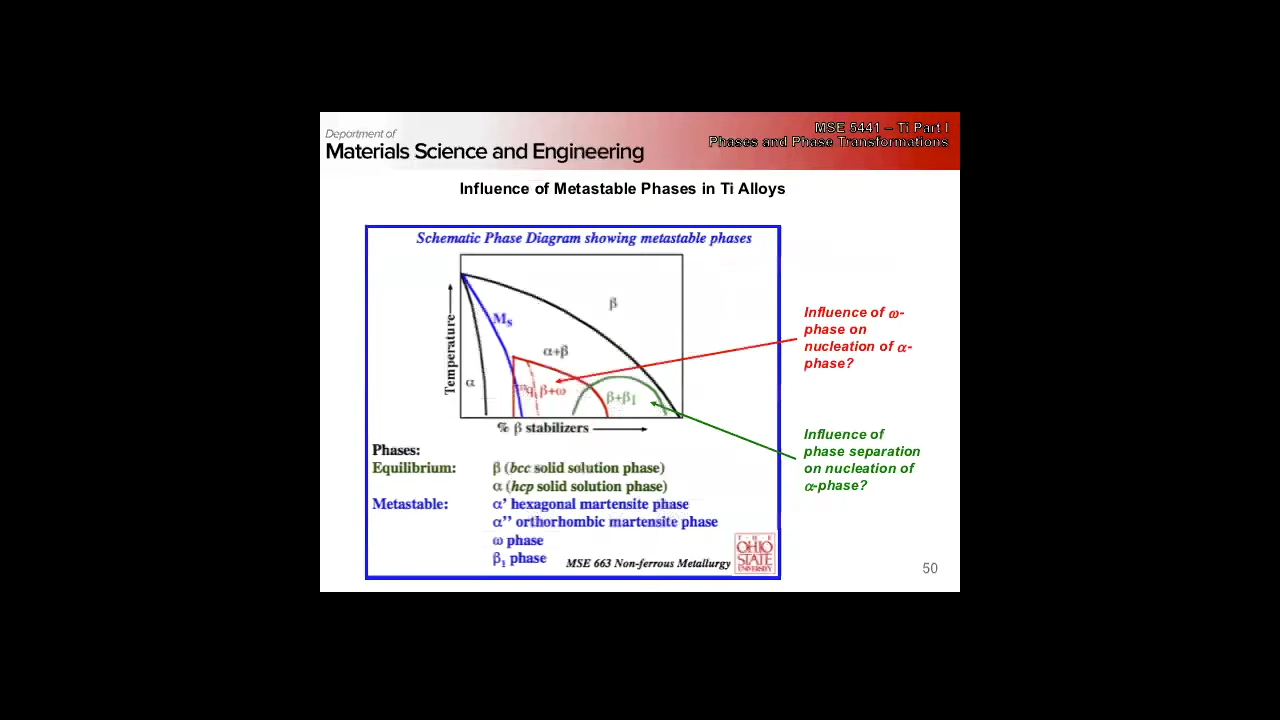 Department of
Materials Science and Engineering
MSE 5441 – Ti Part I
Phases and Phase Transformations
Influence of Metastable Phases in Ti Alloys
Schematic Phase Diagram showing metastable phases
β
Ms
α+β
Temperature
α
β+ω
β+β1
% β stabilizers
Influence of ω-
phase on
nucleation of α-
phase?
Influence of
phase separation
on nucleation of
α-phase?
Phases:
Equilibrium: β (bcc solid solution phase)
α (hcp solid solution phase)
Metastable: α’ hexagonal martensite phase
α’’ orthorhombic martensite phase
ω phase
β1 phase
MSE 663 Non-ferrous Metallurgy
THE
OHIO
STATE
UNIVERSITY
50